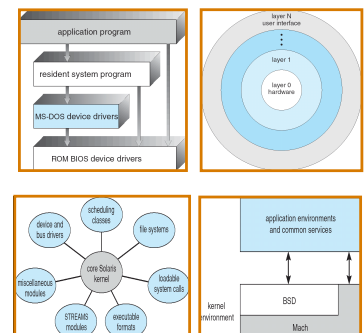 application program
resident system program
MS-DOS device drivers
ROM BIOS device drivers
layer N
user interface
layer 1
layer 0
hardware
scheduling
classes
device and
bus drivers
file systems
core Solaris
kernel
miscellaneous
modules
loadable
system calls
STREAMS
modules
executable
formats
application environments
and common services
kernel
environment
BSD
Mach